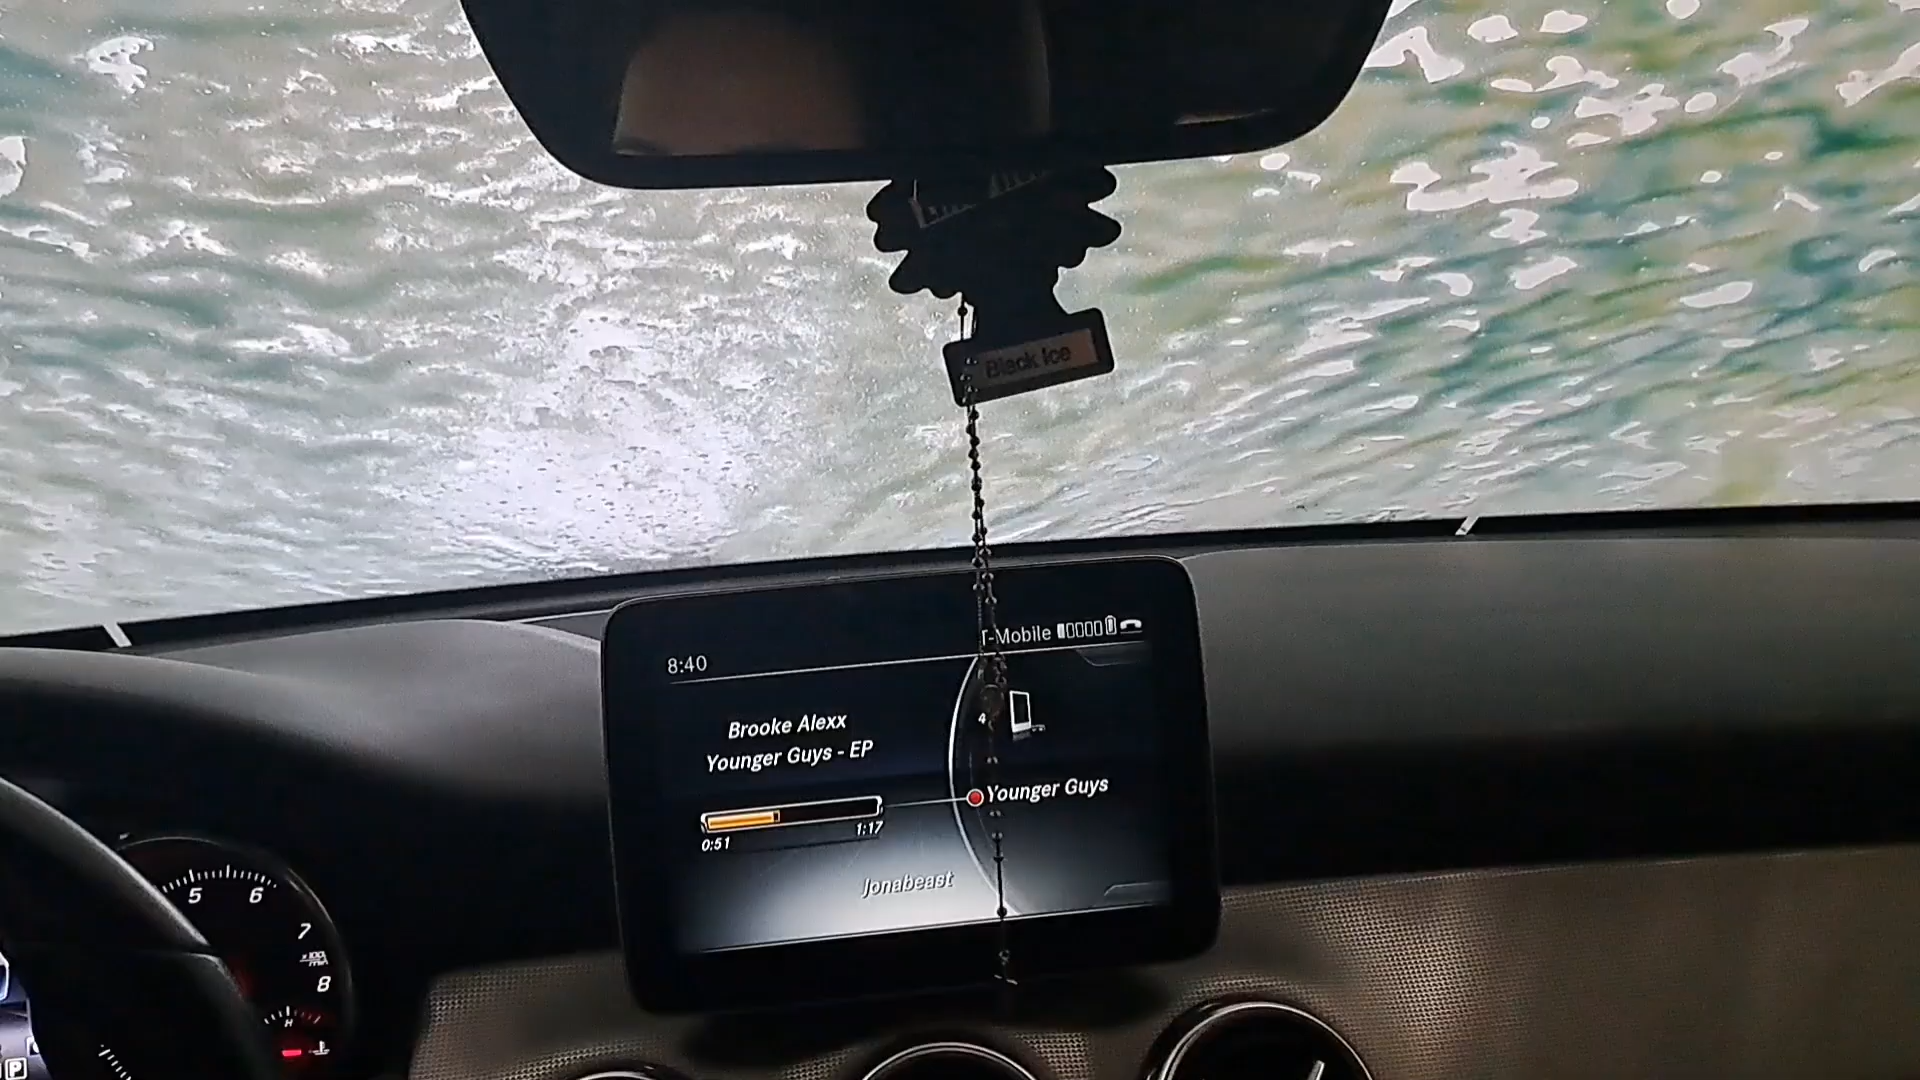 Black Ice
T-Mobile
8:40
4
Brooke Alexx
Younger Guys - EP
Younger Guys
0:51
1:17
Jonabeast
5
6
7
8
H
P